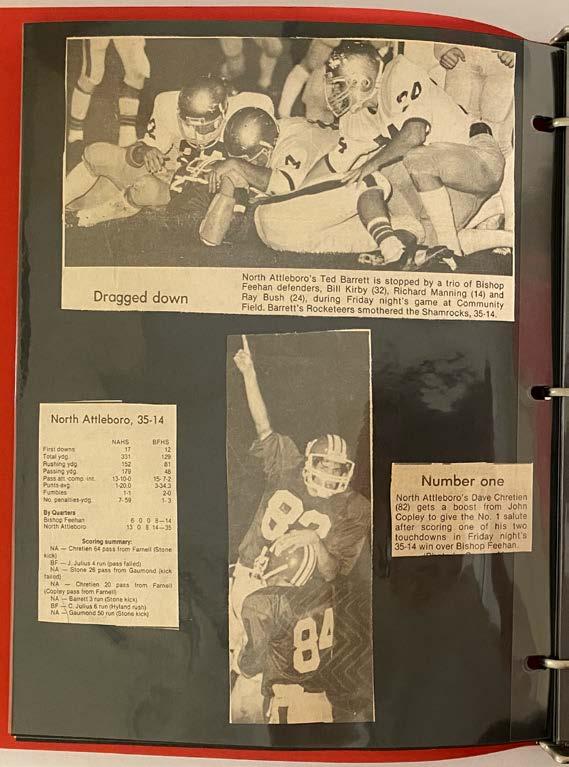 24
Dragged down
North Attleboro's Ted Barrett is stopped by a trio of Bishop
Feehan defenders, Bill Kirby (32), Richard Manning (14) and
Ray Bush (24), during Friday night's game at Community
Field. Barrett's Rocketeers smothered the Shamrocks, 35-14.
North Attleboro, 35-14
NAHS BFHS
First downs 17 12
Total ydg. 331 129
Rushing ydg 152 81
Passing ydg. 179 48
Pass att. comp. int. 13-10-0 15-7-2
Punts-avg. 1-20.0 3-34.3
Fumbles 1-1 2-0
No. penalties-ydg. 7-59 1-3
By Quarters
Bishop Feehan 6 0 0 8—14
North Attleboro 13 0 8 14—35
Scoring summary:
NA — Chretien 64 pass from Farnell (Stone
kick)
BF — J. Julius 4 run (pass failed)
NA — Stone 26 pass from Gaumond (kick
failed)
NA — Chretien 20 pass from Farnell
(Copley pass from Farnell)
NA — Barrett 3 run (Stone kick)
BF — C. Julius 6 run (Hyland rush)
NA — Gaumond 50 run (Stone kick)
82
84
Number one
North Attleboro's Dave Chretien
(82) gets a boost from John
Copley to give the No. 1 salute
after scoring one of his two
touchdowns in Friday night's
35-14 win over Bishop Feehan.